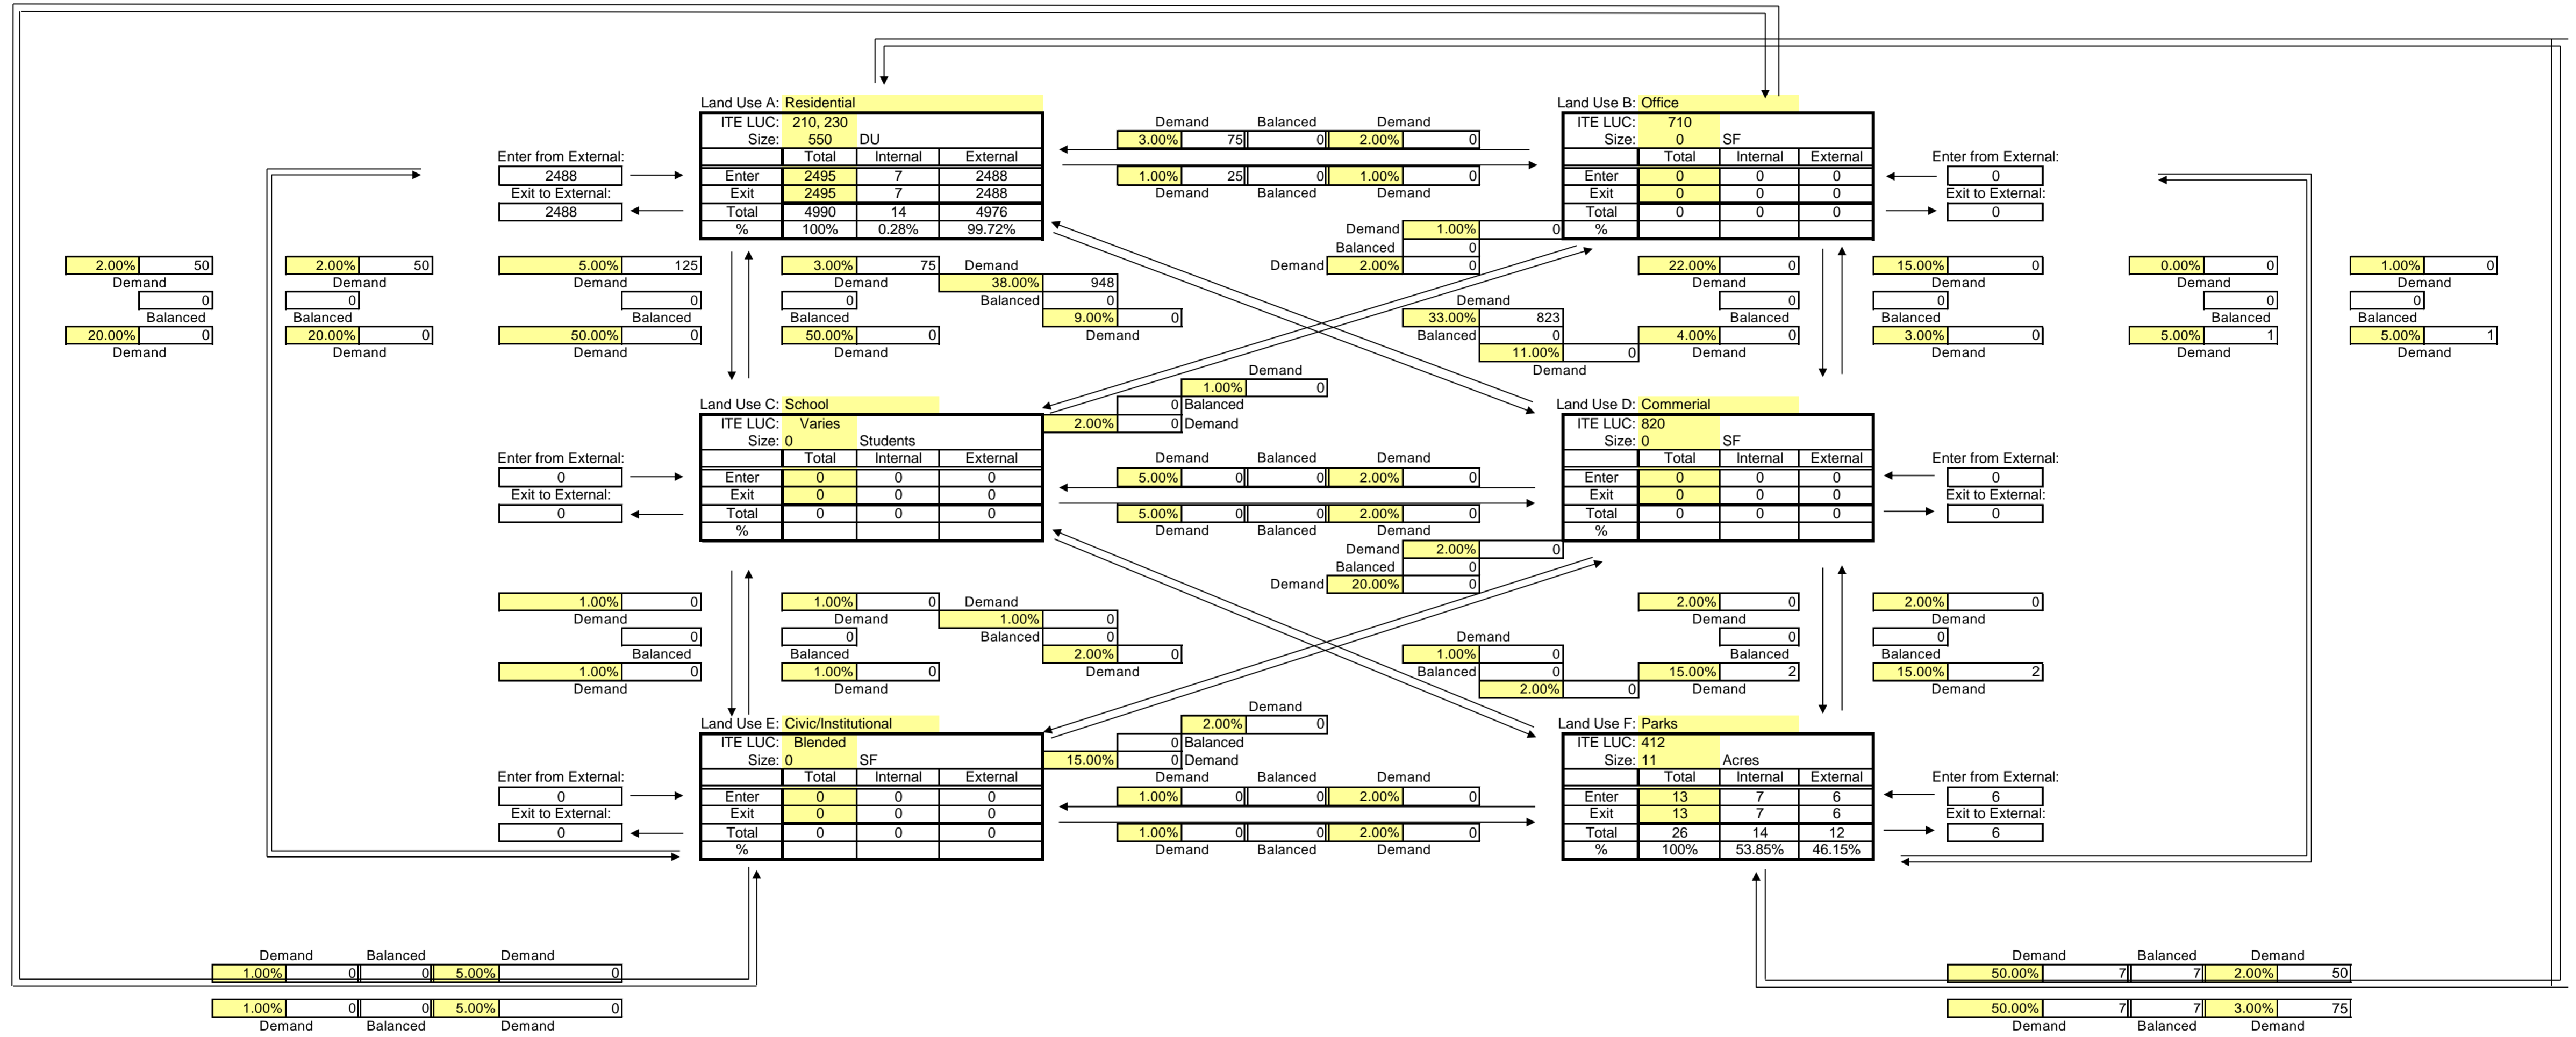 Land Use A: Residential
ITE LUC: 210, 230
Size: 550 DU
Total Internal External
Enter 2495 7 2488
Exit 2495 7 2488
Total 4990 14 4976
% 100% 0.28% 99.72%
Enter from External:
2488
Exit to External:
2488
Demand Balanced Demand
3.00% 75 0 2.00% 0
1.00% 25 0 1.00% 0
Demand Balanced Demand
Land Use B: Office
ITE LUC: 710
Size: 0 SF
Total Internal External
Enter 0 0 0
Exit 0 0 0
Total 0 0 0
%
Enter from External:
0
Exit to External:
0
Demand 1.00% 0
Balanced 0
Demand 2.00% 0
2.00% 50
Demand
0
Balanced
20.00% 0
Demand
2.00% 50
Demand
0
Balanced
20.00% 0
Demand
5.00% 125
Demand
0
Balanced
50.00% 0
Demand
3.00% 75
Demand
0
Balanced
50.00% 0
Demand
Demand
38.00% 948
Balanced 0
9.00% 0
Demand
Demand
33.00% 823
Balanced 0
11.00% 0
Demand
22.00% 0
Demand
0
Balanced
4.00% 0
Demand
15.00% 0
Demand
0
Balanced
3.00% 0
Demand
0.00% 0
Demand
0
Balanced
5.00% 1
Demand
1.00% 0
Demand
0
Balanced
5.00% 1
Demand
Demand
1.00% 0
0 Balanced
2.00% 0 Demand
Land Use C: School
ITE LUC: Varies
Size: 0 Students
Total Internal External
Enter 0 0 0
Exit 0 0 0
Total 0 0 0
%
Enter from External:
0
Exit to External:
0
Demand Balanced Demand
5.00% 0 0 2.00% 0
5.00% 0 0 2.00% 0
Demand Balanced Demand
Land Use D: Commerial
ITE LUC: 820
Size: 0 SF
Total Internal External
Enter 0 0 0
Exit 0 0 0
Total 0 0 0
%
Enter from External:
0
Exit to External:
0
Demand 2.00% 0
Balanced 0
Demand 20.00% 0
1.00% 0
Demand
0
Balanced
1.00% 0
Demand
1.00% 0
Demand
0
Balanced
1.00% 0
Demand
Demand
1.00% 0
Balanced 0
2.00% 0
Demand
Demand
1.00% 0
Balanced 0
2.00% 0
2.00% 0
Demand
0
Balanced
15.00% 2
Demand
2.00% 0
Demand
0
Balanced
15.00% 2
Demand
Demand
2.00% 0
0 Balanced
15.00% 0 Demand
Land Use E: Civic/Institutional
ITE LUC: Blended
Size: 0 SF
Total Internal External
Enter 0 0 0
Exit 0 0 0
Total 0 0 0
%
Enter from External:
0
Exit to External:
0
Demand Balanced Demand
1.00% 0 0 2.00% 0
1.00% 0 0 2.00% 0
Demand Balanced Demand
Land Use F: Parks
ITE LUC: 412
Size: 11 Acres
Total Internal External
Enter 13 7 6
Exit 13 7 6
Total 26 14 12
% 100% 53.85% 46.15%
Enter from External:
6
Exit to External:
6
Demand Balanced Demand
1.00% 0 0 5.00% 0
1.00% 0 0 5.00% 0
Demand Balanced Demand
Demand Balanced Demand
50.00% 7 7 2.00% 50
50.00% 7 7 3.00% 75
Demand Balanced Demand